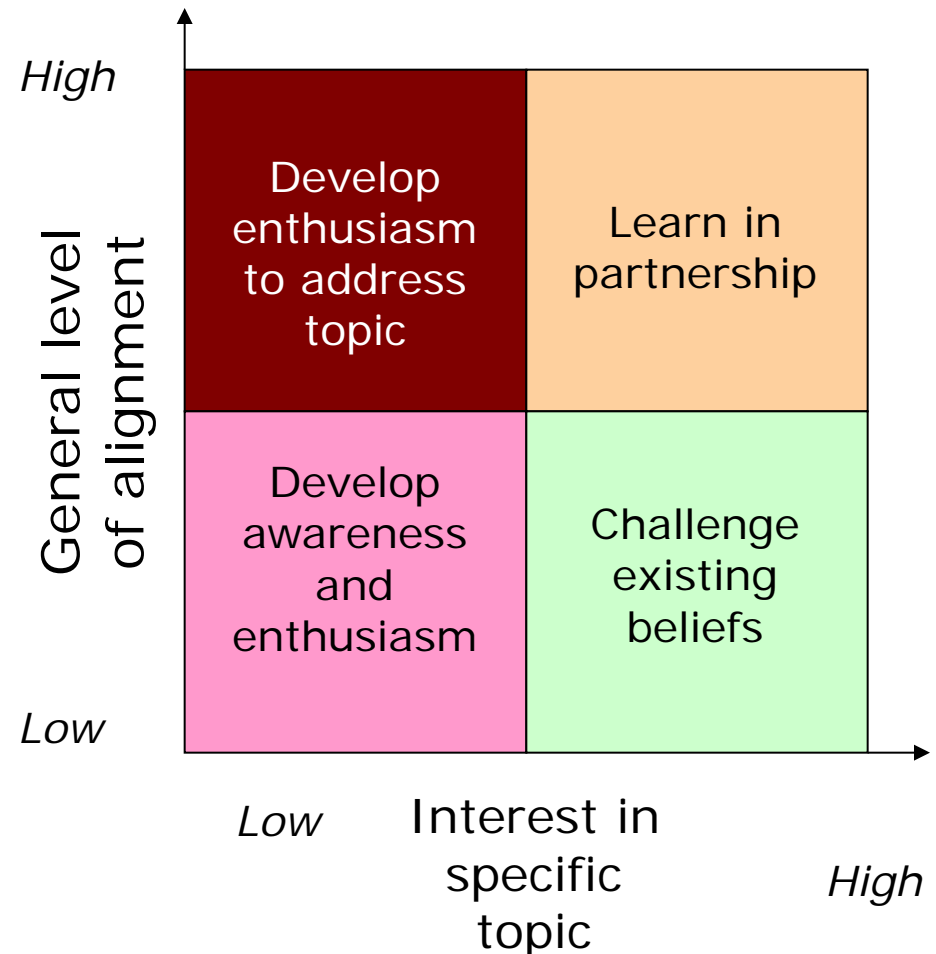 High
General level
of alignment
Develop
enthusiasm
to address
topic
Learn in
partnership
Develop
awareness
and
enthusiasm
Challenge
existing
beliefs
Low
Low
Interest in
specific
topic
High